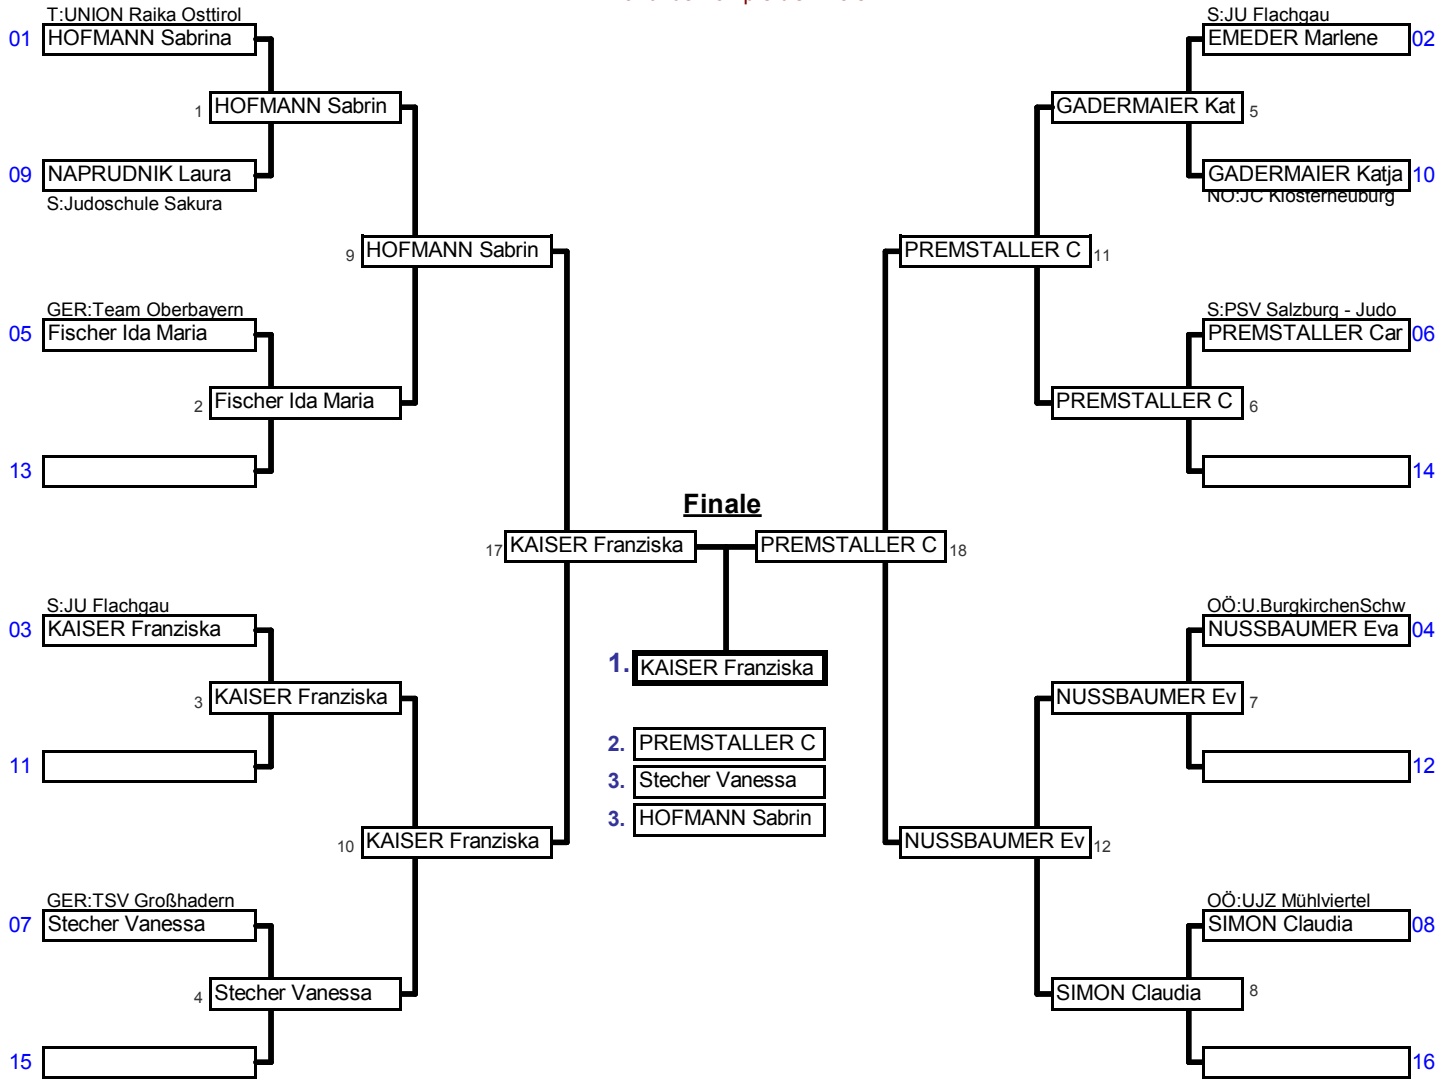 T:UNION Raika Osttirol
01 HOFMANN Sabrina
1 HOFMANN Sabrin
09 NAPRUDNIK Laura
S:Judoschule Sakura
9 HOFMANN Sabrin
GER:Team Oberbayern
05 Fischer Ida Maria
2 Fischer Ida Maria
13
17 KAISER Franziska
S:JU Flachgau
03 KAISER Franziska
3 KAISER Franziska
11
10 KAISER Franziska
GER:TSV Großhadern
07 Stecher Vanessa
4 Stecher Vanessa
15
Finale
1. KAISER Franziska
2. PREMSTALLER C
3. Stecher Vanessa
3. HOFMANN Sabrin
S:JU Flachgau
EMEDER Marlene 02
GADERMAIER Kat 5
GADERMAIER Katja 10
NÖ:JC Klosterneuburg
PREMSTALLER C 11
S:PSV Salzburg - Judo
PREMSTALLER Car 06
PREMSTALLER C 6
14
PREMSTALLER C 18
OÖ:U.BurgkirchenSchw
NUSSBAUMER Eva 04
NUSSBAUMER Ev 7
12
NUSSBAUMER Ev 12
OÖ:UJZ Mühlviertel
SIMON Claudia 08
SIMON Claudia 8
16